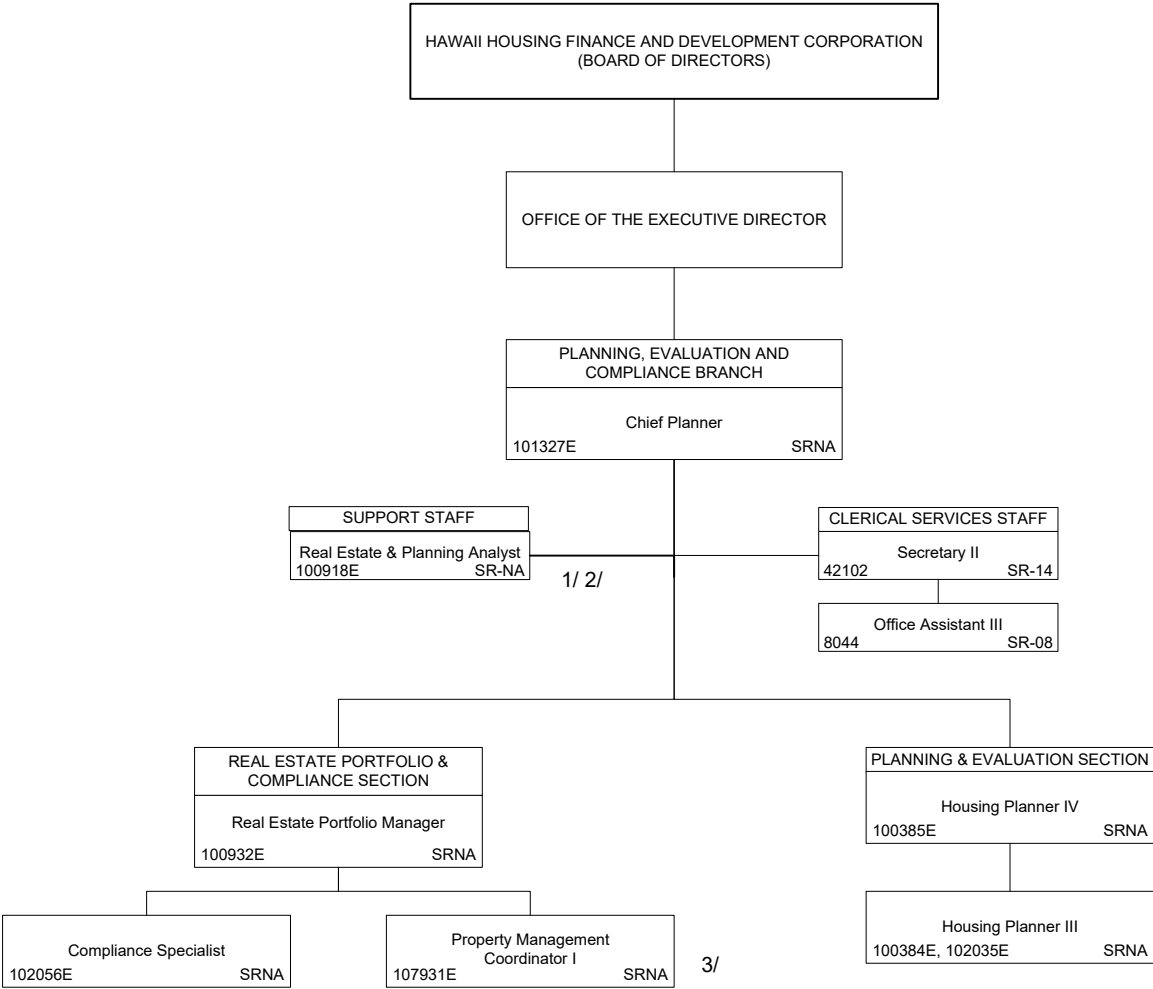 HAWAII HOUSING FINANCE AND DEVELOPMENT CORPORATION
(BOARD OF DIRECTORS)
OFFICE OF THE EXECUTIVE DIRECTOR
PLANNING, EVALUATION AND
COMPLIANCE BRANCH
Chief Planner
101327E SRNA
SUPPORT STAFF
Real Estate & Planning Analyst
100918E SR-NA
1/ 2/
CLERICAL SERVICES STAFF
Secretary II
42102 SR-14
Office Assistant III
8044 SR-08
REAL ESTATE PORTFOLIO &
COMPLIANCE SECTION
Real Estate Portfolio Manager
100932E SRNA
Compliance Specialist
102056E SRNA
Property Management
Coordinator I
107931E SRNA
3/
PLANNING & EVALUATION SECTION
Housing Planner IV
100385E SRNA
Housing Planner III
100384E, 102035E SRNA